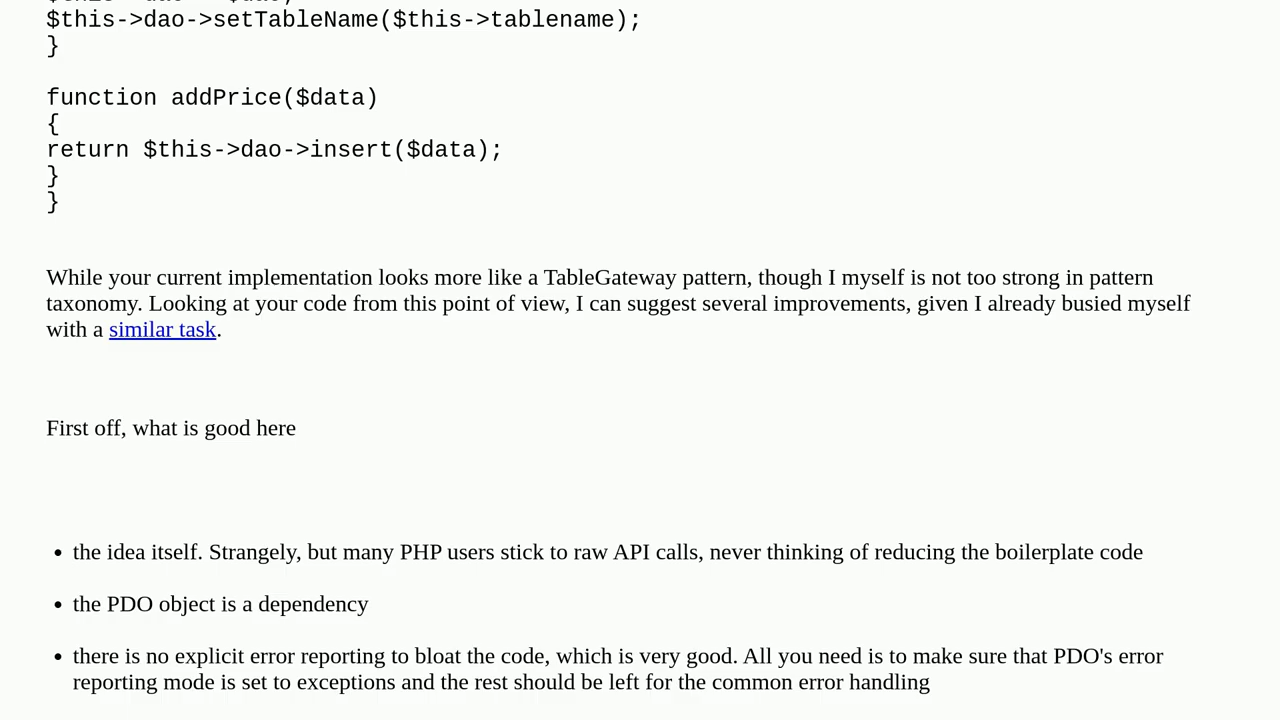 $this->dao->setTableName($this->tablename);
}
function addPrice($data)
{
return $this->dao->insert($data);
}
}
While your current implementation looks more like a TableGateway pattern, though I myself is not too strong in pattern
taxonomy. Looking at your code from this point of view, I can suggest several improvements, given I already busied myself
with a similar task.
First off, what is good here
• the idea itself. Strangely, but many PHP users stick to raw API calls, never thinking of reducing the boilerplate code
• the PDO object is a dependency
• there is no explicit error reporting to bloat the code, which is very good. All you need is to make sure that PDO's error
reporting mode is set to exceptions and the rest should be left for the common error handling